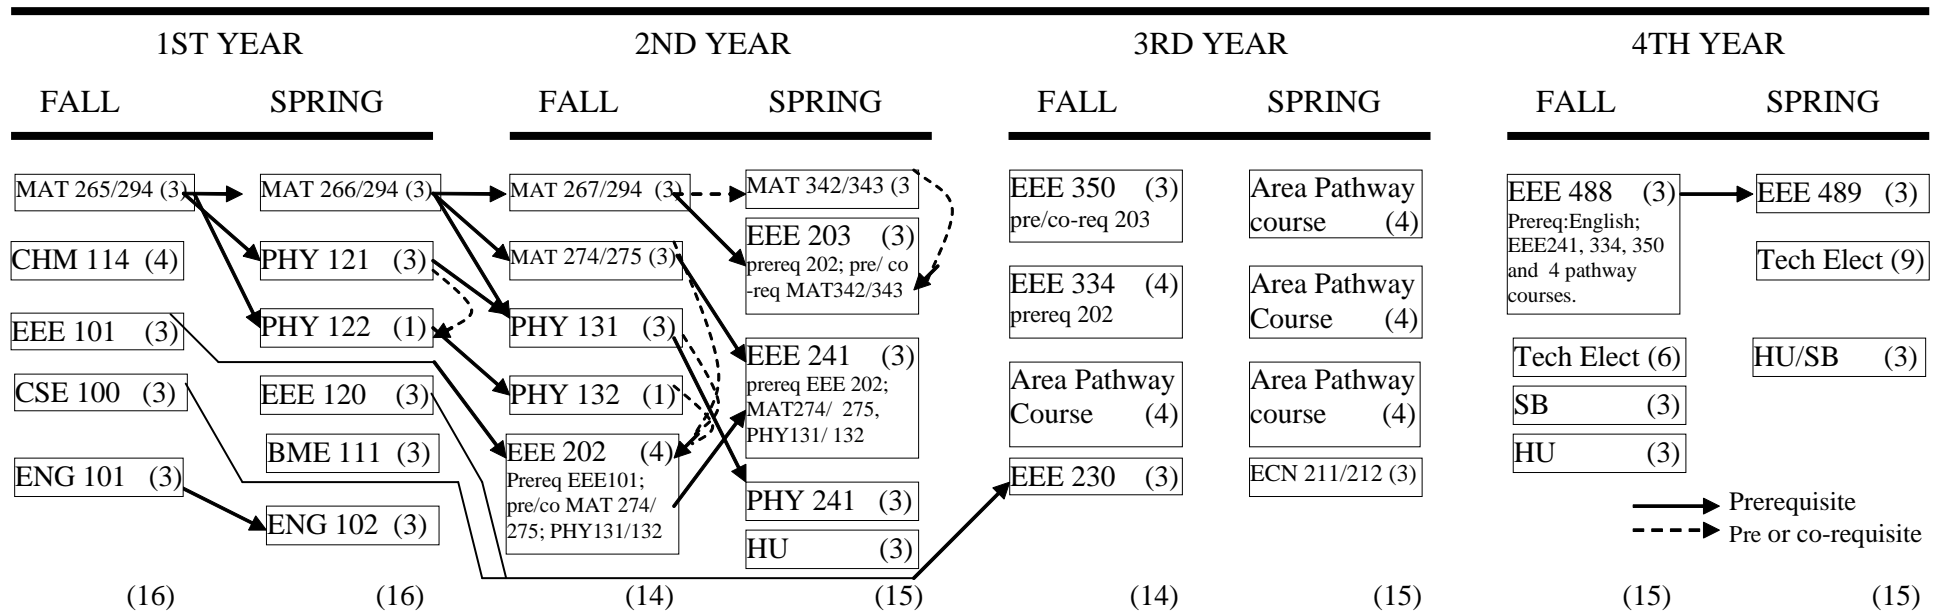 1ST YEAR
2ND YEAR
3RD YEAR
4TH YEAR
FALL
SPRING
FALL
SPRING
FALL
SPRING
FALL
SPRING
MAT 265/294 (3)
CHM 114 (4)
EEE 101 (3)
CSE 100 (3)
ENG 101 (3)
(16)
MAT 266/294 (3)
PHY 121 (3)
PHY 122 (1)
EEE 120 (3)
BME 111 (3)
ENG 102 (3)
(16)
MAT 267/294 (3)
MAT 274/275 (3)
PHY 131 (3)
PHY 132 (1)
EEE 202 (4)
Prereq EEE101;
pre/co MAT 274/
275; PHY131/132
(14)
MAT 342/343 (3
EEE 203 (3)
prereq 202; pre/ co
-req MAT342/343
EEE 241 (3)
prereq EEE 202;
MAT274/ 275,
PHY131/ 132
PHY 241 (3)
HU (3)
(15)
EEE 350 (3)
pre/co-req 203
EEE 334 (4)
prereq 202
Area Pathway
Course (4)
EEE 230 (3)
(14)
Area Pathway
course (4)
Area Pathway
Course (4)
Area Pathway
course (4)
ECN 211/212 (3)
(15)
EEE 488 (3)
Prereq:English;
EEE241, 334, 350
and 4 pathway
courses.
Tech Elect (6)
SB (3)
HU (3)
(15)
EEE 489 (3)
Tech Elect (9)
HU/SB (3)
Prerequisite
Pre or co-requisite
(15)